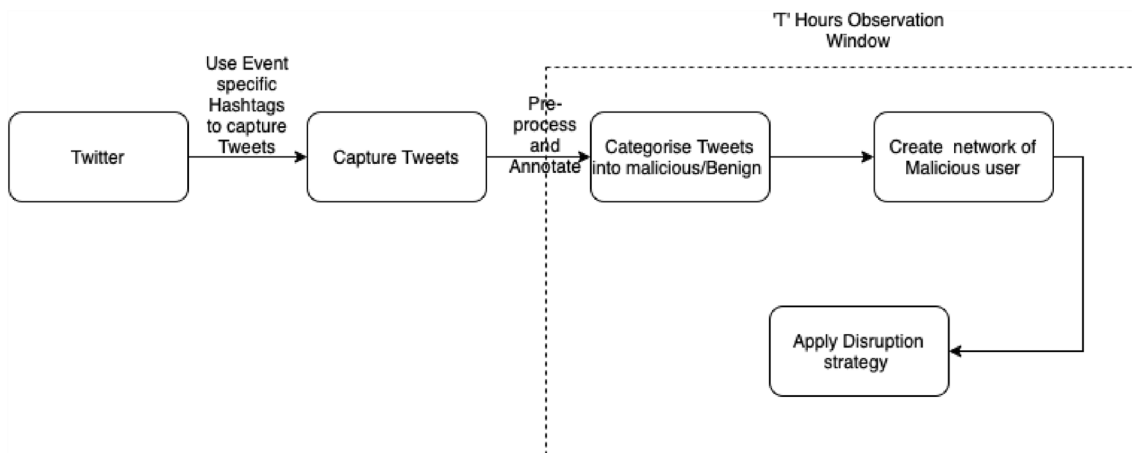 'T' Hours Observation
Window
Use Event
specific
Hashtags
to capture
Tweets
Pre-
process
and
Annotate
Twitter
Capture Tweets
Categorise Tweets
into malicious/Benign
Create network of
Malicious user
Apply Disruption
strategy